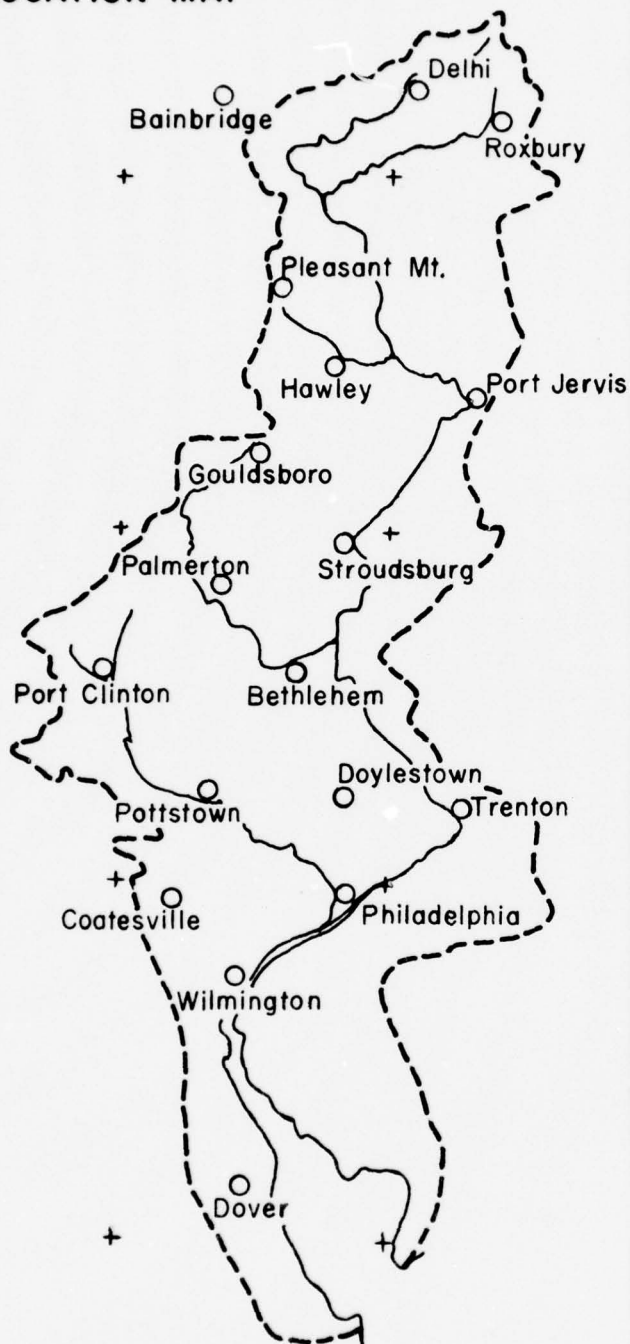 Delhi
Bainbridge
Roxbury
Pleasant Mt.
Hawley
Port Jervis
Gouldsboro
Palmerton
Stroudsburg
Port Clinton
Bethlehem
Doylestown
Pottstown
Trenton
Coatesville
Philadelphia
Wilmington
Dover